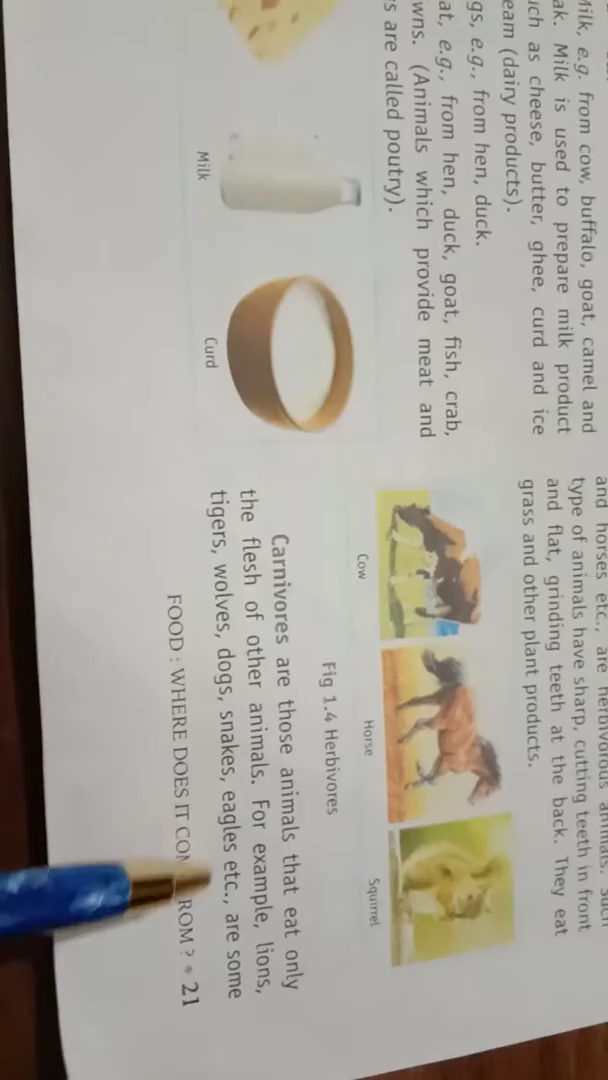 Milk, e.g. from cow, buffalo, goat, camel and
ak. Milk is used to prepare milk product
uch as cheese, butter, ghee, curd and ice
eam (dairy products).
gs, e.g., from hen, duck.
at, e.g., from hen, duck, goat, fish, crab,
wns. (Animals which provide meat and
s are called poutry).
Milk
Curd
and horses etc., are herbivorous animals. Such
type of animals have sharp, cutting teeth in front
and flat, grinding teeth at the back. They eat
grass and other plant products.
Cow
Horse
Squirrel
Fig 1.4 Herbivores
Carnivores are those animals that eat only
the flesh of other animals. For example, lions,
tigers, wolves, dogs, snakes, eagles etc., are some
FOOD : WHERE DOES IT COM ROM ? 21